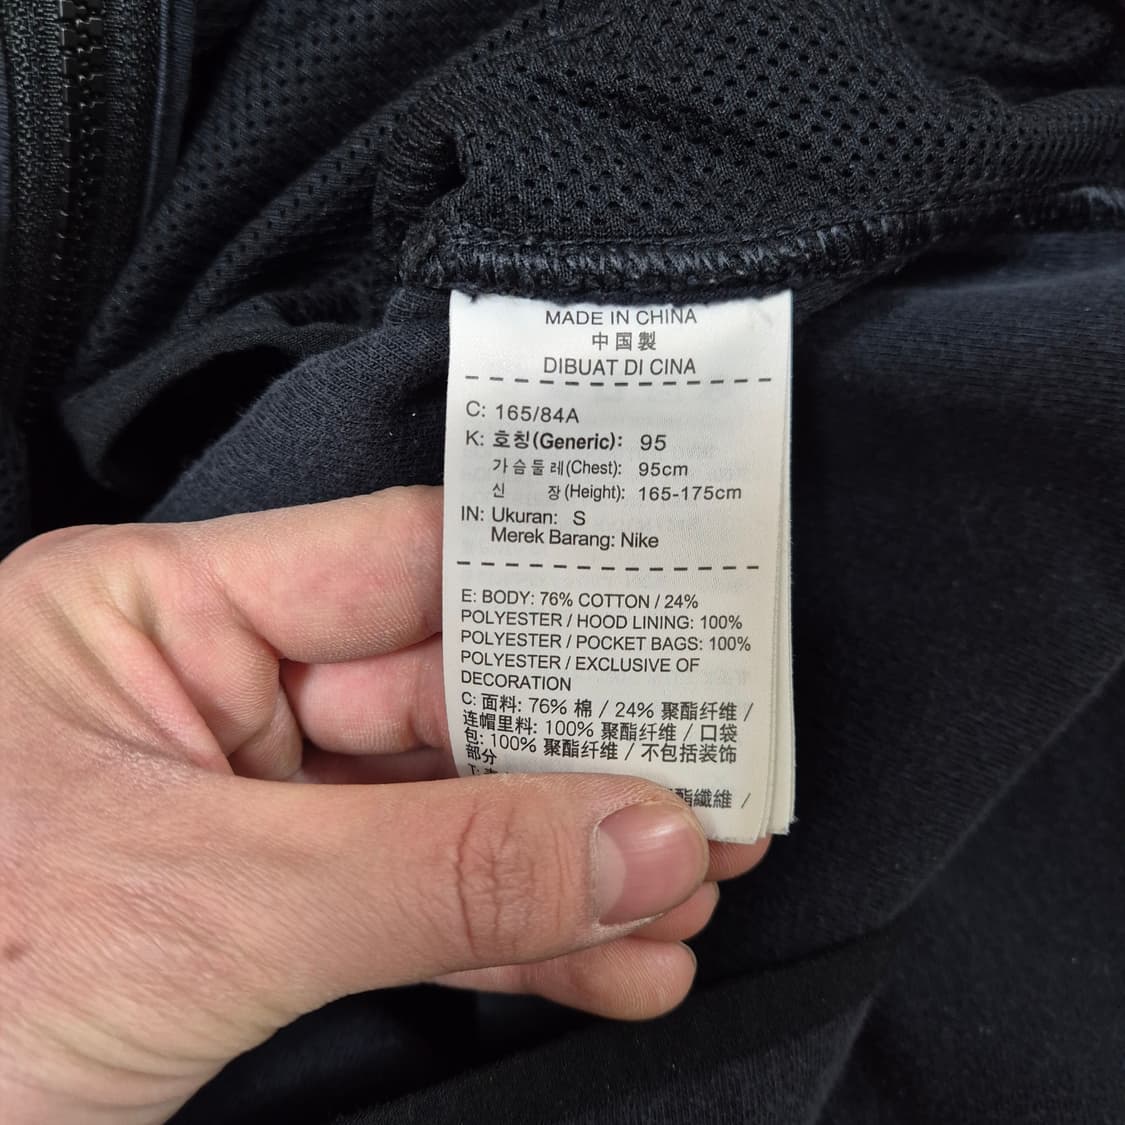 MADE IN CHINA
中国製
DIBUAT DI CINA
C: 165/84A
K: 호칭(Generic): 95
가슴둘레(Chest): 95cm
신 장(Height): 165-175cm
IN: Ukuran: S
Merek Barang: Nike
E: BODY: 76% COTTON / 24%
POLYESTER / HOOD LINING: 100%
POLYESTER / POCKET BAGS: 100%
POLYESTER / EXCLUSIVE OF
DECORATION
C: 面料: 76% 棉 / 24% 聚酯纤维 /
连帽里料: 100% 聚酯纤维 / 口袋
包: 100% 聚酯纤维 / 不包括装饰
部分
T: 酯纖維 /